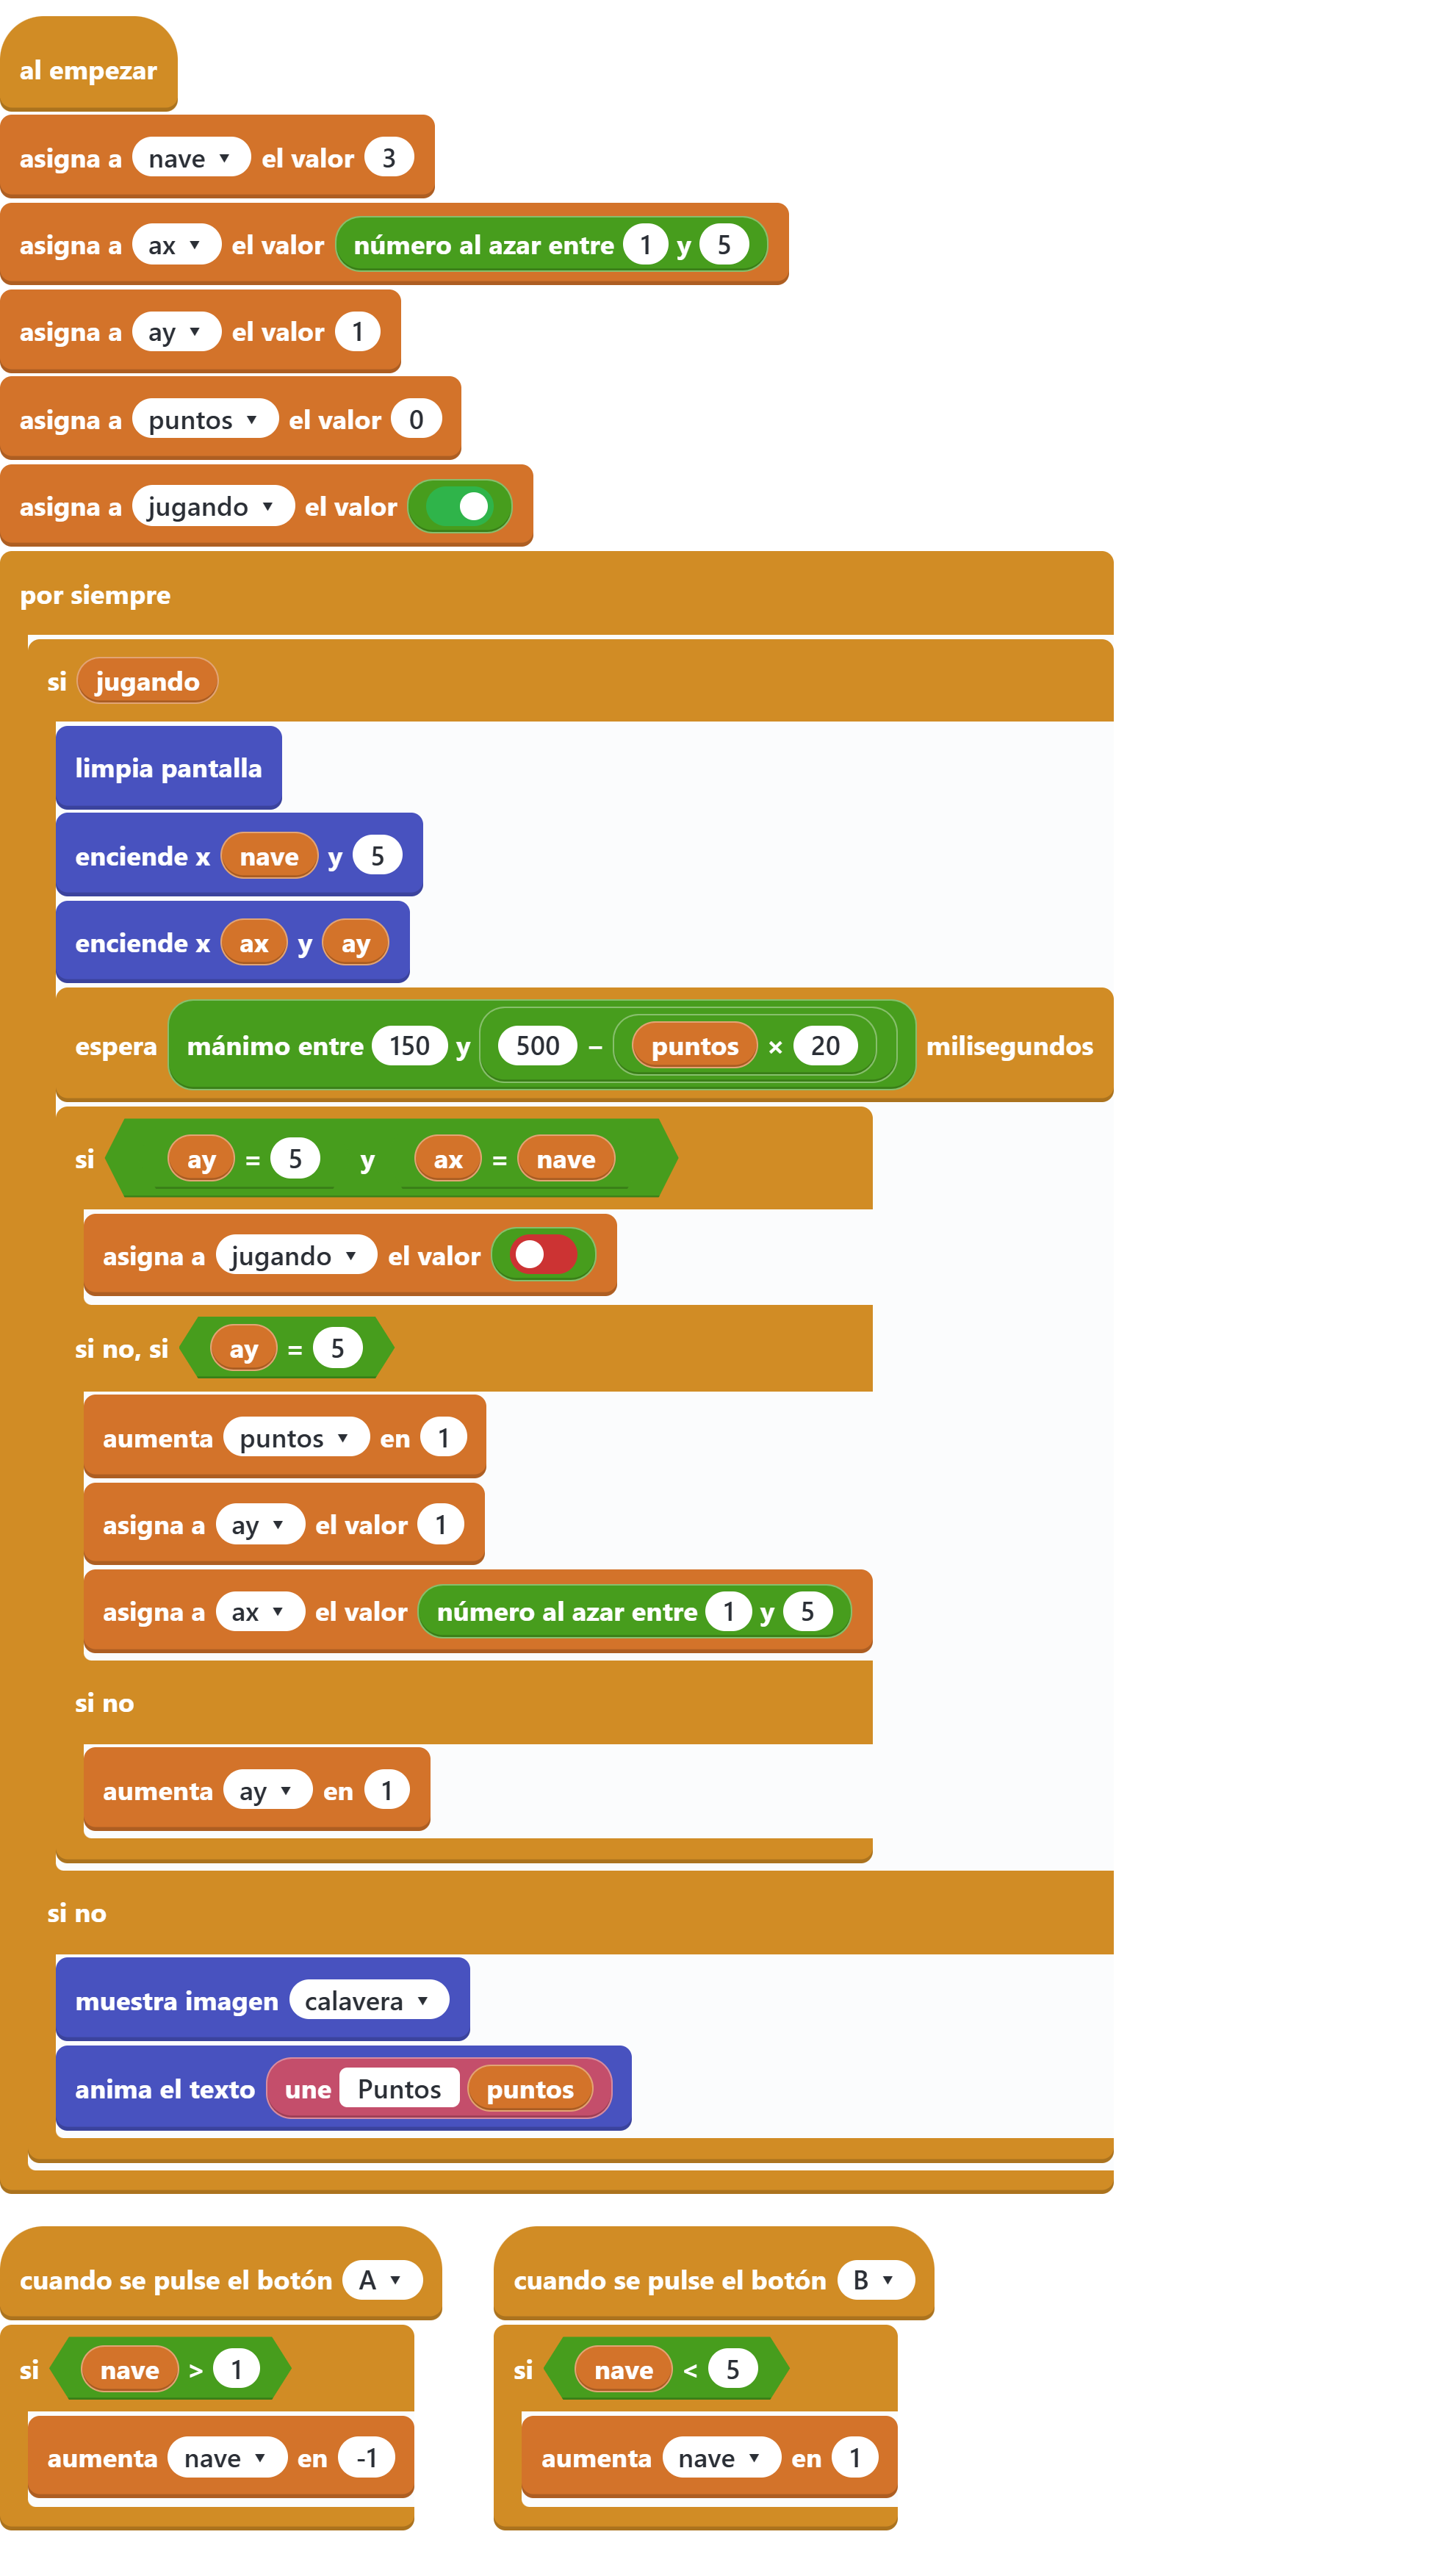 al empezar
asigna a nave el valor 3
asigna a ax el valor número al azar entre 1 y 5
asigna a ay el valor 1
asigna a puntos el valor 0
asigna a jugando el valor
por siempre
si jugando
limpia pantalla
enciende x nave y 5
enciende x ax y ay
espera mánimo entre 150 y 500 − puntos × 20 milisegundos
si ay = 5 y ax = nave
asigna a jugando el valor
si no, si ay = 5
aumenta puntos en 1
asigna a ay el valor 1
asigna a ax el valor número al azar entre 1 y 5
si no
aumenta ay en 1
si no
muestra imagen calavera
anima el texto une Puntos puntos
cuando se pulse el botón A
si nave > 1
aumenta nave en -1
cuando se pulse el botón B
si nave < 5
aumenta nave en 1